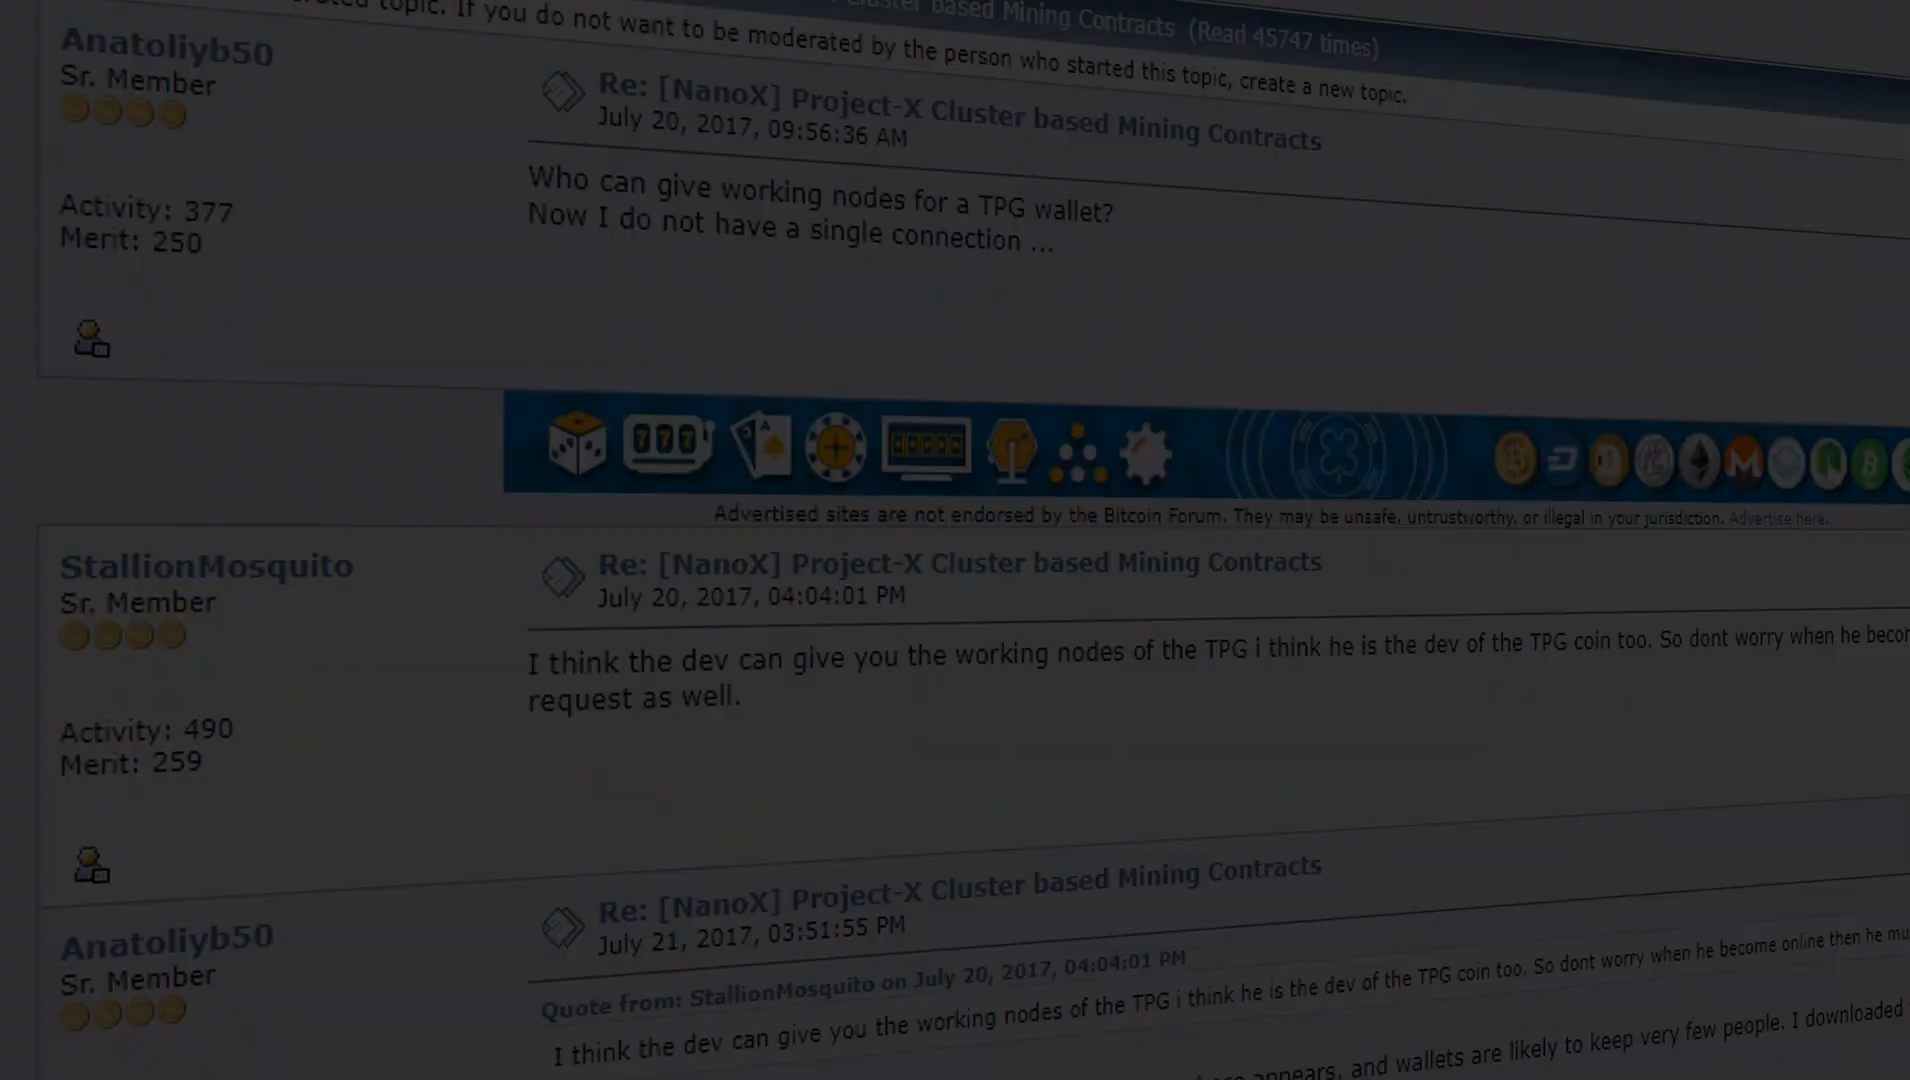 Cluster based Mining Contracts (Read 45747 times)
topic. If you do not want to be moderated by the person who started this topic, create a new topic.
Anatoliyb50
Sr. Member
Activity: 377
Merit: 250
Re: [NanoX] Project-X Cluster based Mining Contracts
July 20, 2017, 09:56:36 AM
Who can give working nodes for a TPG wallet?
Now I do not have a single connection ...
777
A
Advertised sites are not endorsed by the Bitcoin Forum. They may be unsafe, untrustworthy, or illegal in your jurisdiction. Advertise here.
StallionMosquito
Sr. Member
Activity: 490
Merit: 259
Re: [NanoX] Project-X Cluster based Mining Contracts
July 20, 2017, 04:04:01 PM
I think the dev can give you the working nodes of the TPG i think he is the dev of the TPG coin too. So dont worry when he
request as well.
Anatoliyb50
Sr. Member
Re: [NanoX] Project-X Cluster based Mining Contracts
July 21, 2017, 03:51:55 PM
Quote from: StallionMosquito on July 20, 2017, 04:04:01 PM
I think the dev can give you the working nodes of the TPG i think he is the dev of the TPG coin too. So dont worry when he become online then he
appears, and wallets are likely to keep very few people. I downloaded